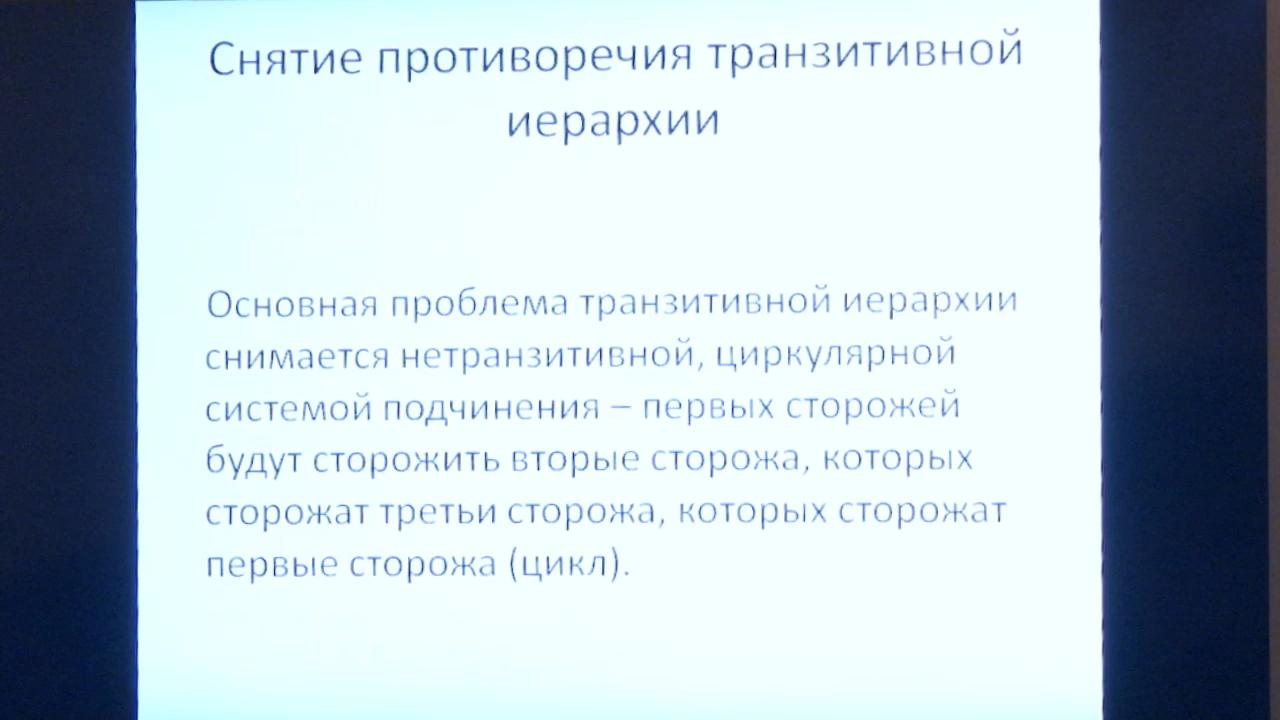 Снятие противоречия транзитивной
иерархии
Основная проблема транзитивной иерархии
снимается нетранзитивной, циркулярной
системой подчинения – первых сторожей
будут сторожить вторые сторожа, которых
сторожат третьи сторожа, которых сторожат
первые сторожа (цикл).